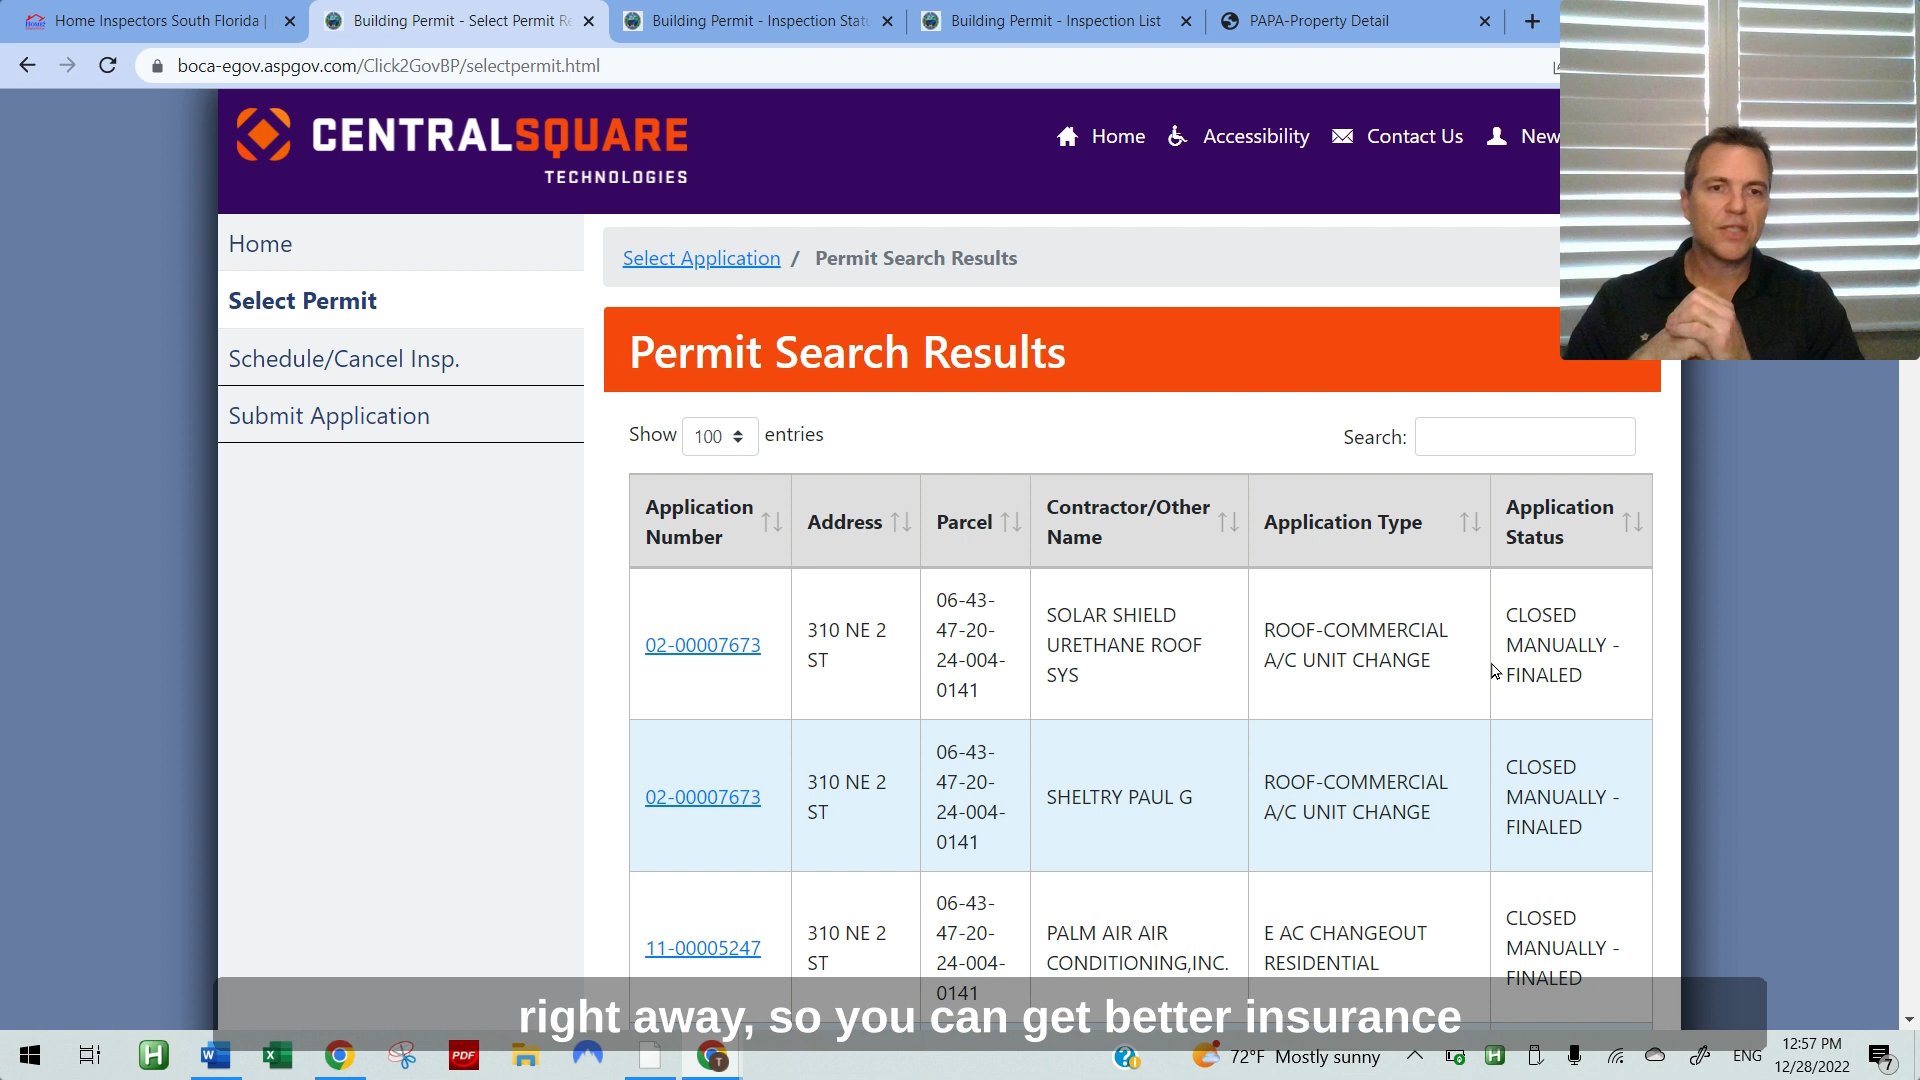 Home Inspectors South Florida |
Building Permit - Select Permit Re
Building Permit - Inspection Statu
Building Permit - Inspection List
PAPA-Property Detail
boca-egov.aspgov.com/Click2GovBP/selectpermit.html
CENTRALSQUARE
TECHNOLOGIES
Home
Accessibility
Contact Us
New
Home
Select Permit
Schedule/Cancel Insp.
Submit Application
Select Application / Permit Search Results
Permit Search Results
Show 100 entries
Search:
Application
Number
Address
Parcel
Contractor/Other
Name
Application Type
Application
Status
02-00007673
310 NE 2
ST
06-43-
47-20-
24-004-
0141
SOLAR SHIELD
URETHANE ROOF
SYS
ROOF-COMMERCIAL
A/C UNIT CHANGE
CLOSED
MANUALLY -
FINALED
02-00007673
310 NE 2
ST
06-43-
47-20-
24-004-
0141
SHELTRY PAUL G
ROOF-COMMERCIAL
A/C UNIT CHANGE
CLOSED
MANUALLY -
FINALED
11-00005247
310 NE 2
ST
06-43-
47-20-
24-004-
0141
PALM AIR AIR
CONDITIONING,INC.
E AC CHANGEOUT
RESIDENTIAL
CLOSED
MANUALLY -
FINALED
right away, so you can get better insurance
PDF
72°F Mostly sunny
ENG
12:57 PM
12/28/2022
7